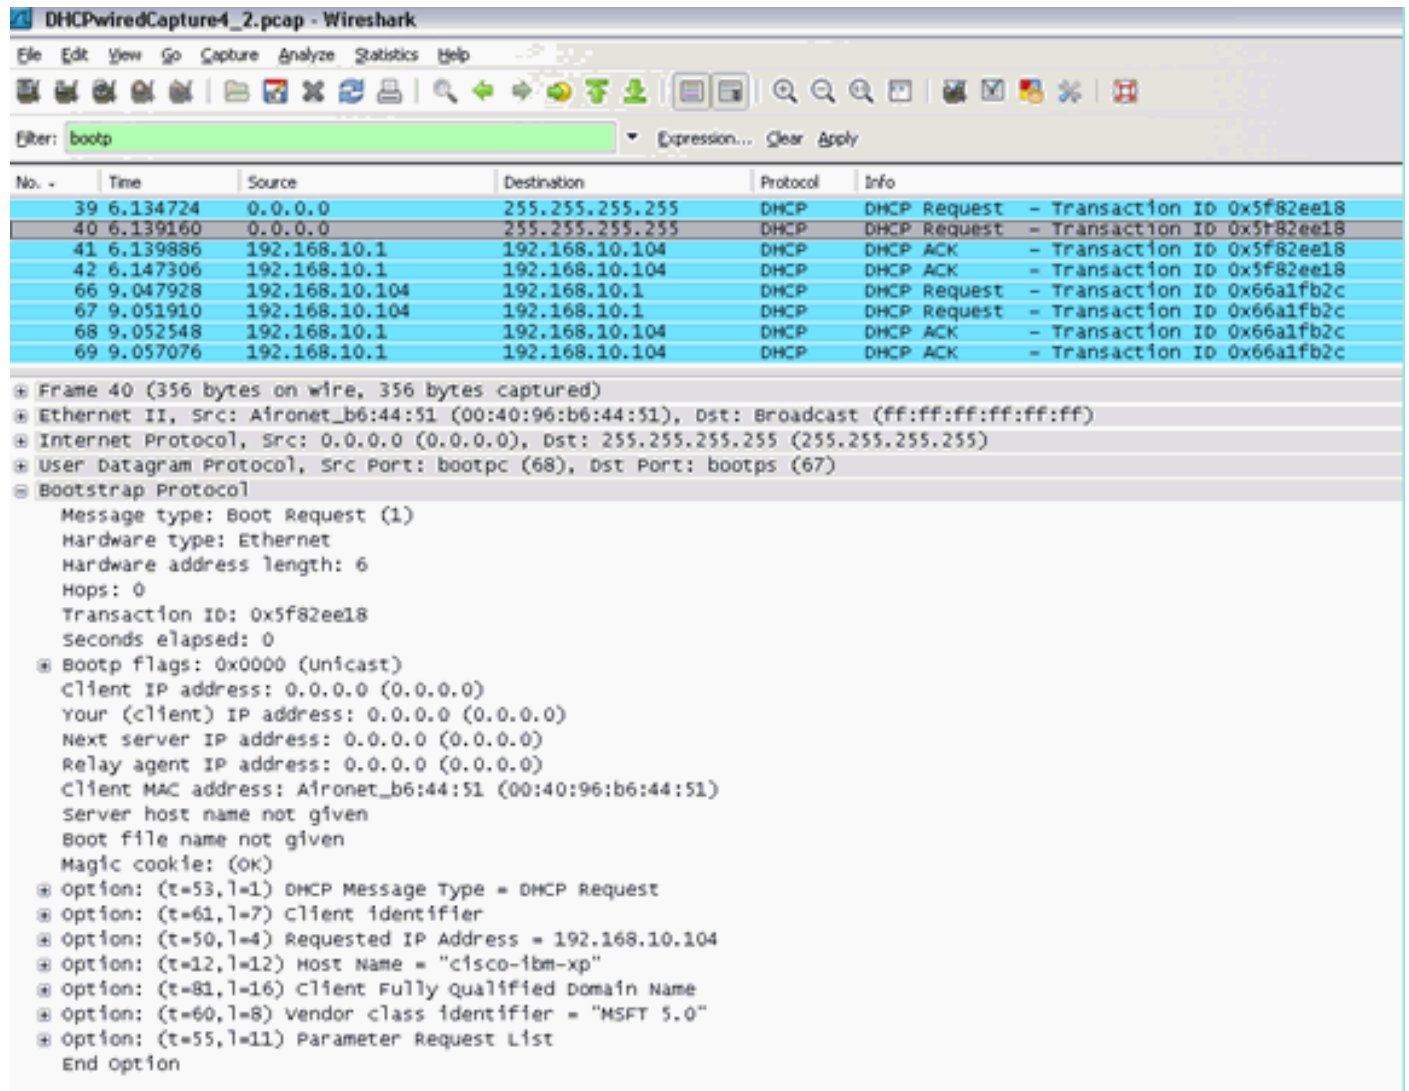 DHCPwiredCapture4_2.pcap - Wireshark
File Edit View Go Capture Analyze Statistics Help
Filter: bootp Expression... Clear Apply
No. - Time Source Destination Protocol Info
39 6.134724 0.0.0.0 255.255.255.255 DHCP DHCP Request - Transaction ID 0x5f82ee18
40 6.139160 0.0.0.0 255.255.255.255 DHCP DHCP Request - Transaction ID 0x5f82ee18
41 6.139886 192.168.10.1 192.168.10.104 DHCP DHCP ACK - Transaction ID 0x5f82ee18
42 6.147306 192.168.10.1 192.168.10.104 DHCP DHCP ACK - Transaction ID 0x5f82ee18
66 9.047928 192.168.10.104 192.168.10.1 DHCP DHCP Request - Transaction ID 0x66a1fb2c
67 9.051910 192.168.10.104 192.168.10.1 DHCP DHCP Request - Transaction ID 0x66a1fb2c
68 9.052548 192.168.10.1 192.168.10.104 DHCP DHCP ACK - Transaction ID 0x66a1fb2c
69 9.057076 192.168.10.1 192.168.10.104 DHCP DHCP ACK - Transaction ID 0x66a1fb2c
Frame 40 (356 bytes on wire, 356 bytes captured)
Ethernet II, Src: Aironet_b6:44:51 (00:40:96:b6:44:51), Dst: Broadcast (ff:ff:ff:ff:ff:ff)
Internet Protocol, Src: 0.0.0.0 (0.0.0.0), Dst: 255.255.255.255 (255.255.255.255)
User Datagram Protocol, Src Port: bootpc (68), Dst Port: bootps (67)
Bootstrap Protocol
Message type: Boot Request (1)
Hardware type: Ethernet
Hardware address length: 6
Hops: 0
Transaction ID: 0x5f82ee18
Seconds elapsed: 0
Bootp flags: 0x0000 (Unicast)
Client IP address: 0.0.0.0 (0.0.0.0)
Your (client) IP address: 0.0.0.0 (0.0.0.0)
Next server IP address: 0.0.0.0 (0.0.0.0)
Relay agent IP address: 0.0.0.0 (0.0.0.0)
Client MAC address: Aironet_b6:44:51 (00:40:96:b6:44:51)
Server host name not given
Boot file name not given
Magic cookie: (OK)
Option: (t=53,l=1) DHCP Message Type = DHCP Request
Option: (t=61,l=7) Client identifier
Option: (t=50,l=4) Requested IP Address = 192.168.10.104
Option: (t=12,l=12) Host Name = "cisco-ibm-xp"
Option: (t=81,l=16) Client Fully Qualified Domain Name
Option: (t=60,l=8) Vendor class identifier = "MSFT 5.0"
Option: (t=55,l=11) Parameter Request List
End Option